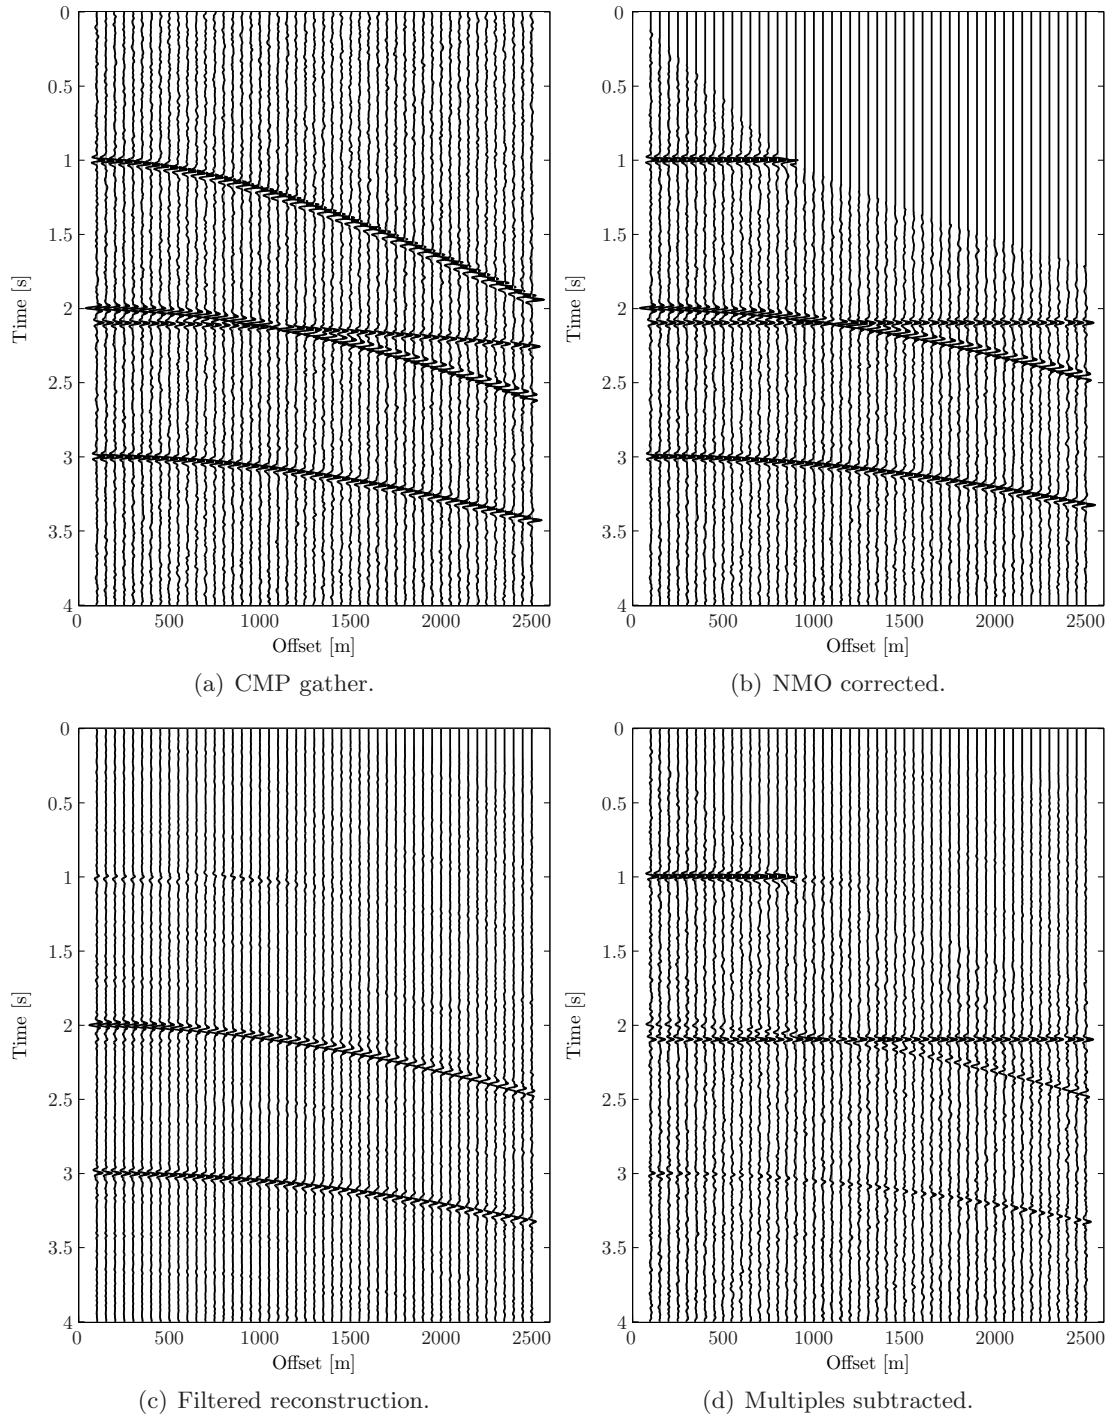 0
0.5
1
1.5
2
2.5
3
3.5
4
Time [s]
0 500 1000 1500 2000 2500
Offset [m]
(a) CMP gather.
0
0.5
1
1.5
2
2.5
3
3.5
4
Time [s]
0 500 1000 1500 2000 2500
Offset [m]
(b) NMO corrected.
0
0.5
1
1.5
2
2.5
3
3.5
4
Time [s]
0 500 1000 1500 2000 2500
Offset [m]
(c) Filtered reconstruction.
0
0.5
1
1.5
2
2.5
3
3.5
4
Time [s]
0 500 1000 1500 2000 2500
Offset [m]
(d) Multiples subtracted.